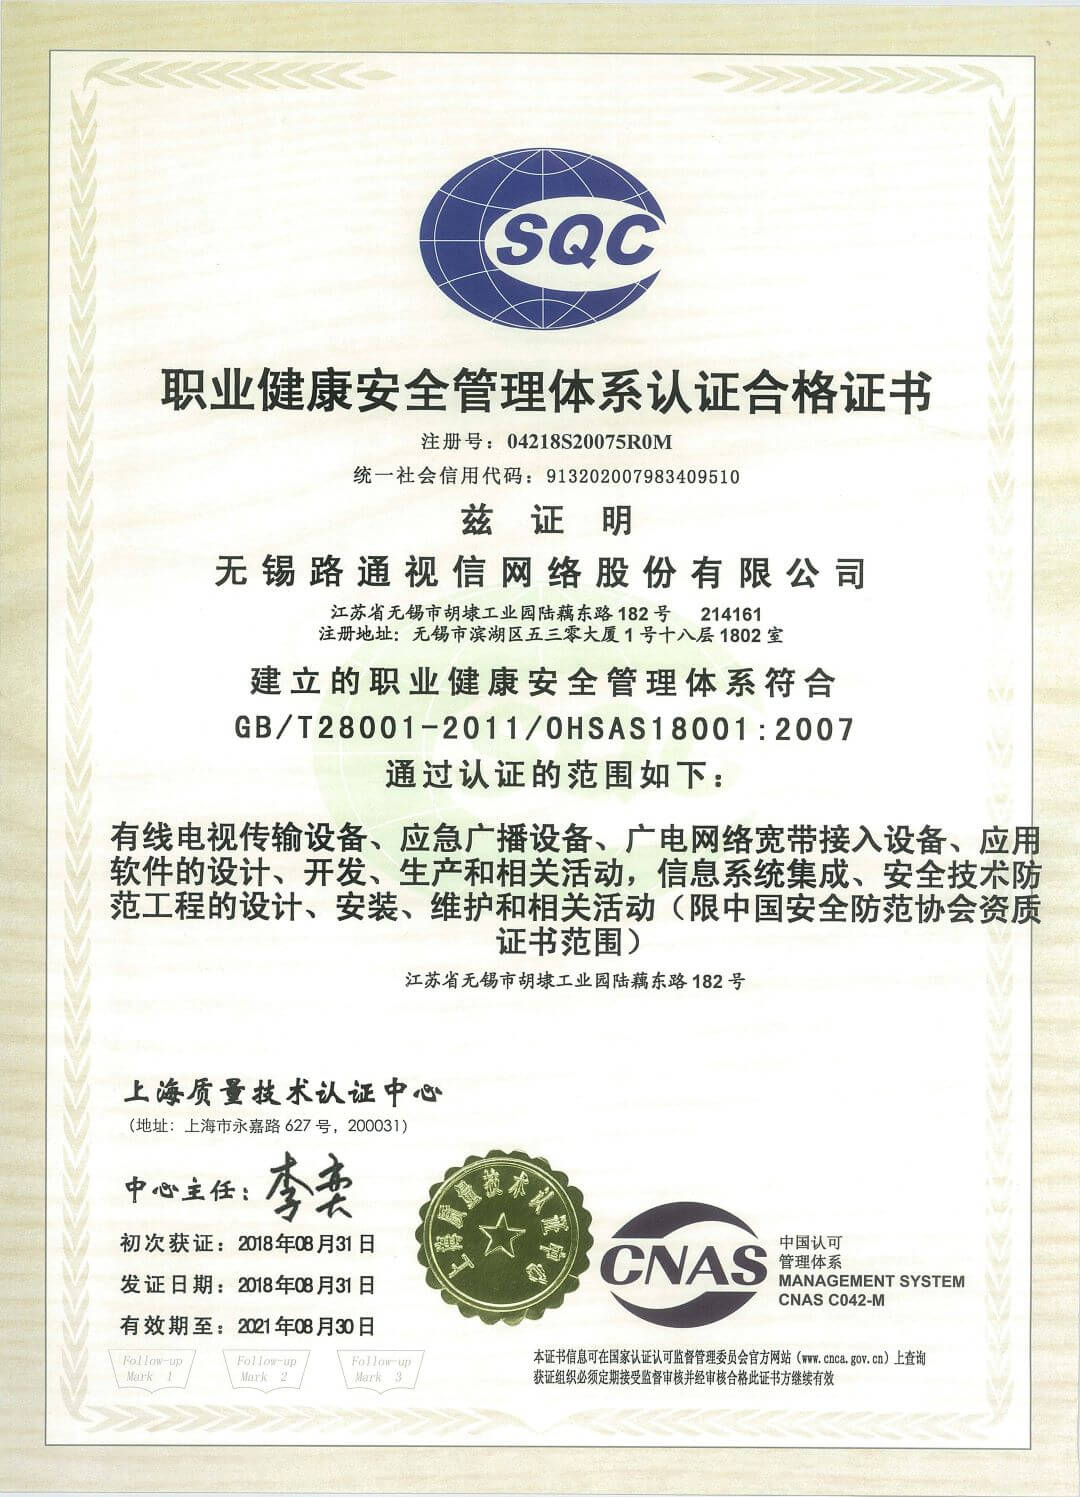 SQC
职业健康安全管理体系认证合格证书
注册号：04218S20075R0M
统一社会信用代码：913202007983409510
兹 证 明
无锡路通视信网络股份有限公司
江苏省无锡市胡埭工业园陆藕东路 182 号 214161
注册地址：无锡市滨湖区五三零大厦 1 号十八层 1802 室
建立的职业健康安全管理体系符合
GB/T28001-2011/OHSAS18001:2007
通过认证的范围如下：
有线电视传输设备、应急广播设备、广电网络宽带接入设备、应用
软件的设计、开发、生产和相关活动，信息系统集成、安全技术防
范工程的设计、安装、维护和相关活动（限中国安全防范协会资质
证书范围）
江苏省无锡市胡埭工业园陆藕东路 182 号
上海质量技术认证中心
（地址：上海市永嘉路 627 号，200031）
中心主任：李奕
初次获证：2018年08月31日
发证日期：2018年08月31日
有效期至：2021年08月30日
上海质量技术认证中心
CNAS
中国认可
管理体系
MANAGEMENT SYSTEM
CNAS C042-M
Follow-up
Mark 1
Follow-up
Mark 2
Follow-up
Mark 3
本证书信息可在国家认证认可监督管理委员会官方网站（www.cnca.gov.cn）上查询
获证组织必须定期接受监督审核并经审核合格此证书方继续有效